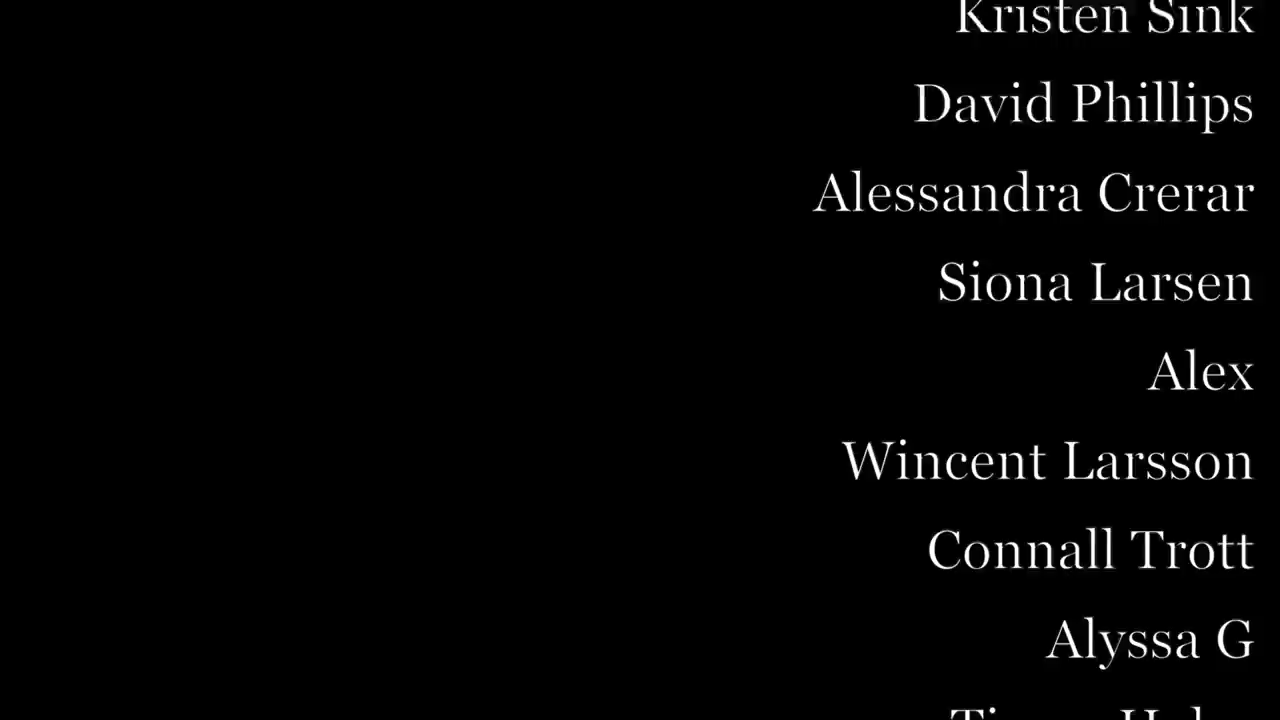 Kristen Sink
David Phillips
Alessandra Crerar
Siona Larsen
Alex
Wincent Larsson
Connall Trott
Alyssa G